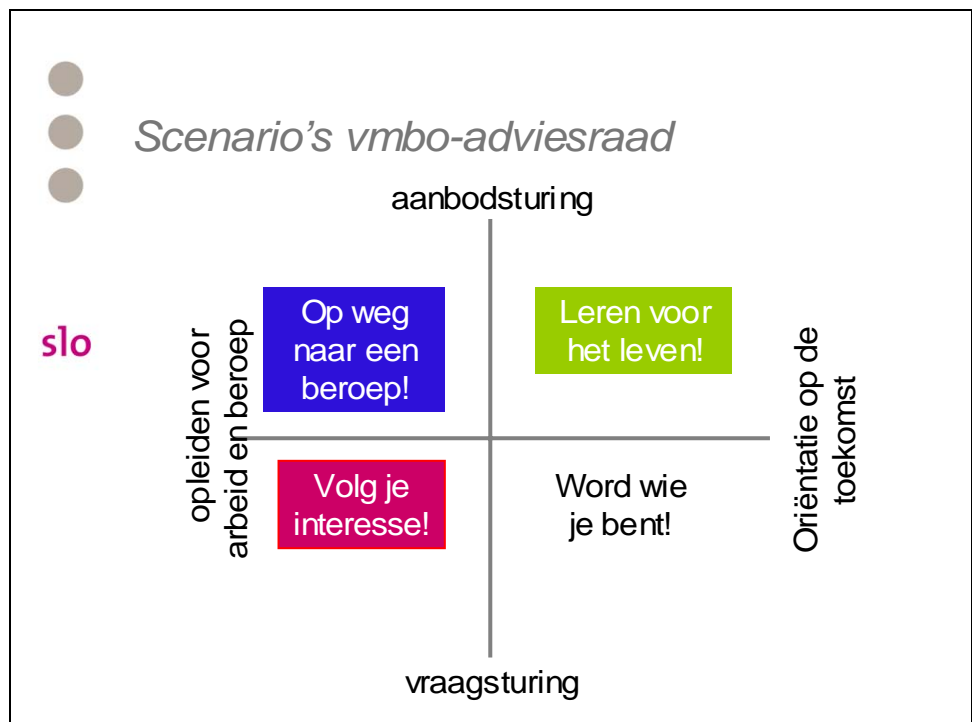 Scenario's vmbo-adviesraad
aanbodsturing
slo
opleiden voor
arbeid en beroep
Op weg
naar een
beroep!
Leren voor
het leven!
Oriëntatie op de
toekomst
Volg je
interesse!
Word wie
je bent!
vraagsturing